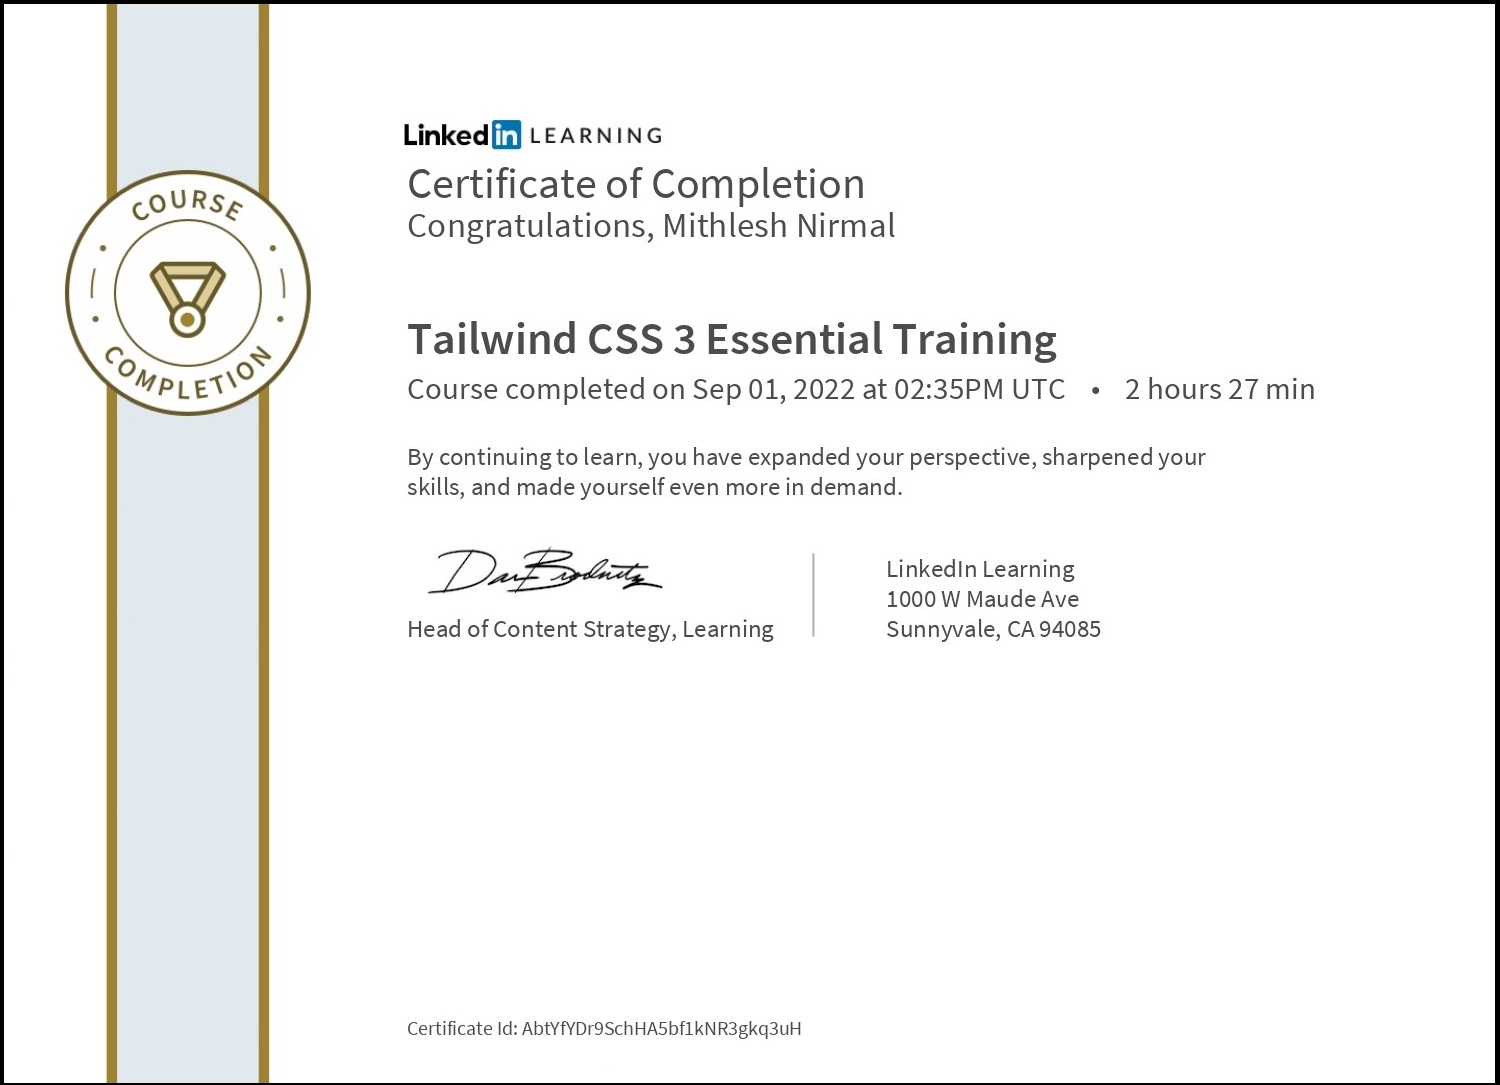 COURSE
COMPLETION
Linkedin LEARNING
Certificate of Completion
Congratulations, Mithlesh Nirmal
Tailwind CSS 3 Essential Training
Course completed on Sep 01, 2022 at 02:35PM UTC • 2 hours 27 min
By continuing to learn, you have expanded your perspective, sharpened your
skills, and made yourself even more in demand.
Dan Brodnitz
Head of Content Strategy, Learning
LinkedIn Learning
1000 W Maude Ave
Sunnyvale, CA 94085
Certificate Id: AbtYfYDr9SchHA5bf1kNR3gkq3uH